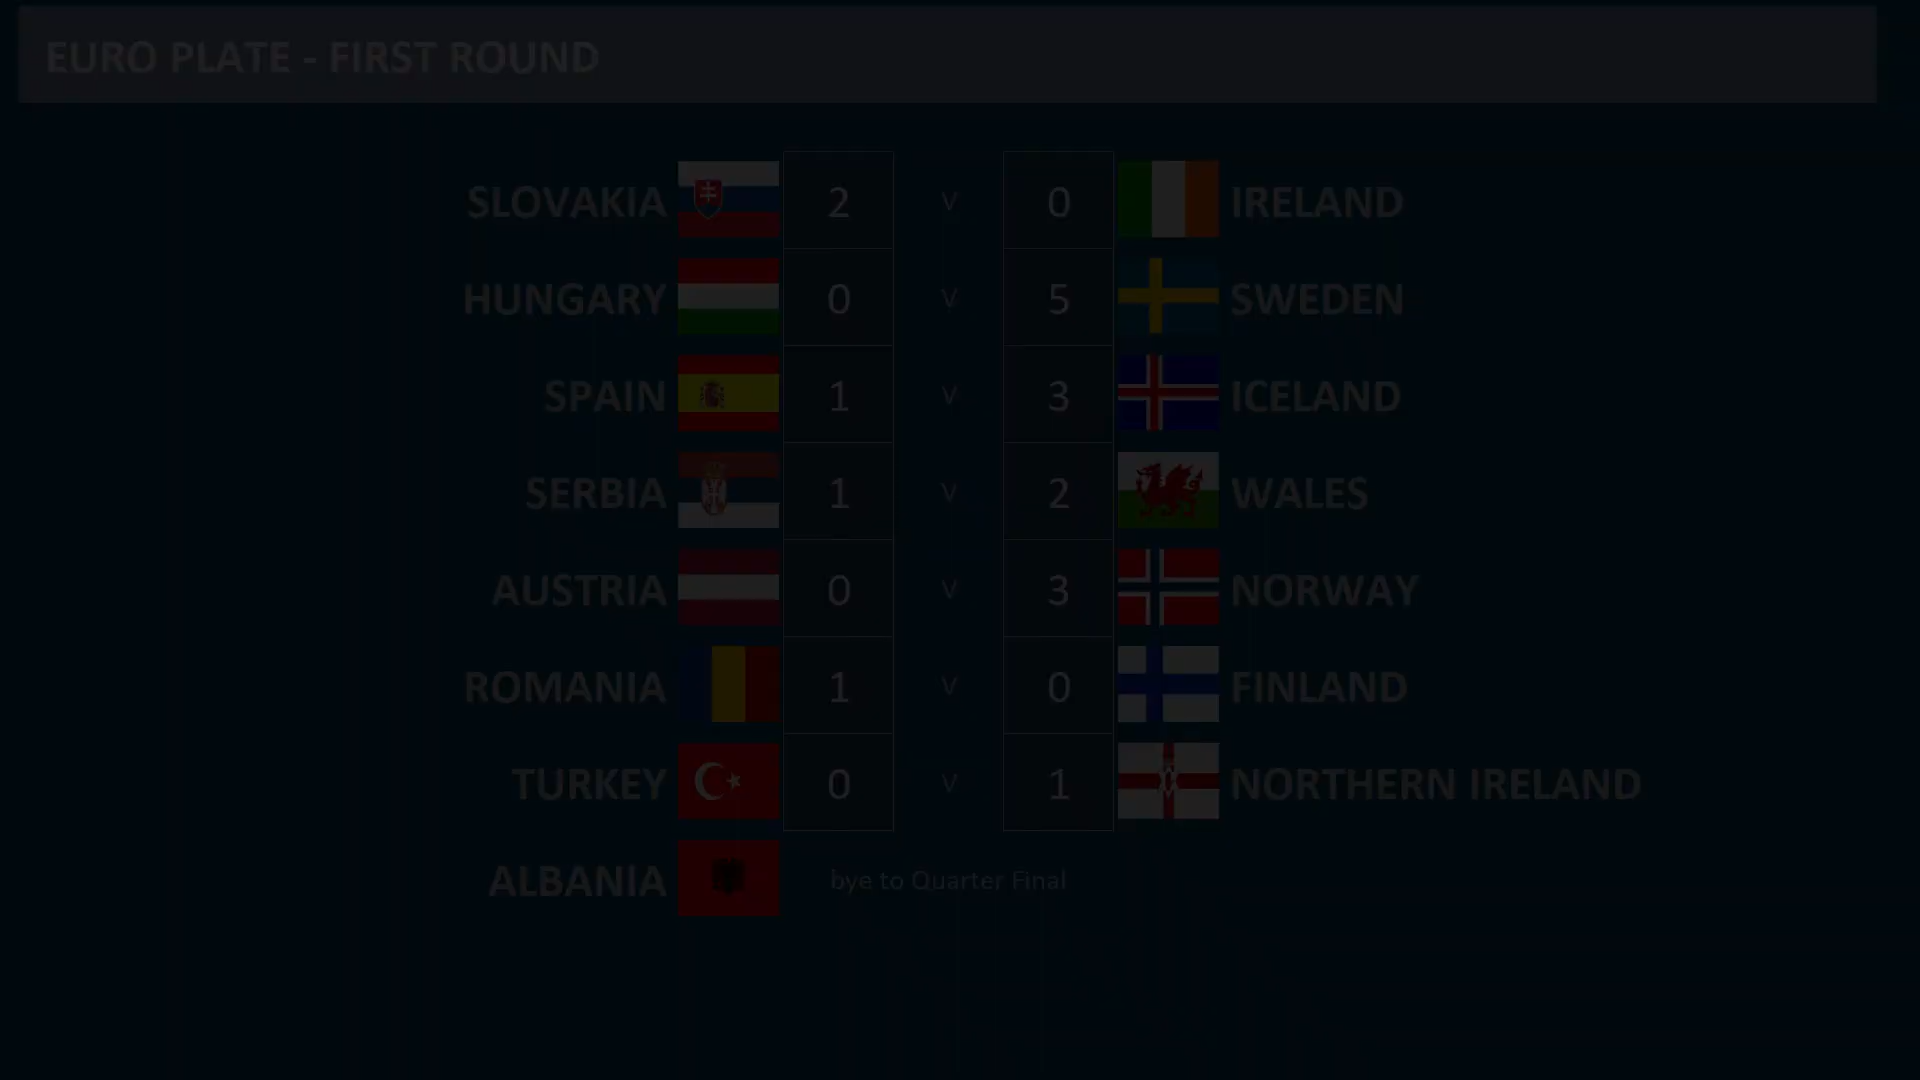 EURO PLATE - FIRST ROUND
SLOVAKIA 2 v 0 IRELAND
HUNGARY 0 v 5 SWEDEN
SPAIN 1 v 3 ICELAND
SERBIA 1 v 2 WALES
AUSTRIA 0 v 3 NORWAY
ROMANIA 1 v 0 FINLAND
TURKEY 0 v 1 NORTHERN IRELAND
ALBANIA bye to Quarter Final